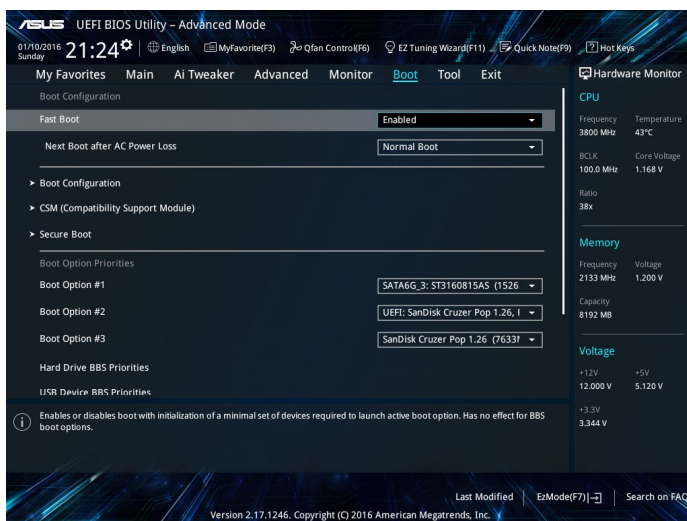 ASUS UEFI BIOS Utility – Advanced Mode
01/10/2016 Sunday 21:24 English MyFavorite(F3) Qfan Control(F6) EZ Tuning Wizard(F11) Quick Note(F9) ? Hot Keys
My Favorites Main Ai Tweaker Advanced Monitor Boot Tool Exit
Boot Configuration
Fast Boot Enabled
Next Boot after AC Power Loss Normal Boot
> Boot Configuration
> CSM (Compatibility Support Module)
> Secure Boot
Boot Option Priorities
Boot Option #1 SATA6G_3: ST3160815AS (1526
Boot Option #2 UEFI: SanDisk Cruzer Pop 1.26,
Boot Option #3 SanDisk Cruzer Pop 1.26 (7633
Hard Drive BBS Priorities
USB Device BBS Priorities
Enables or disables boot with initialization of a minimal set of devices required to launch active boot option. Has no effect for BBS
boot options.
Hardware Monitor
CPU
Frequency Temperature
3800 MHz 43°C
BCLK Core Voltage
100.0 MHz 1.168 V
Ratio
38x
Memory
Frequency Voltage
2133 MHz 1.200 V
Capacity
8192 MB
Voltage
+12V +5V
12.000 V 5.120 V
+3.3V
3.344 V
Last Modified EzMode(F7) Search on FAQ
Version 2.17.1246. Copyright (C) 2016 American Megatrends, Inc.